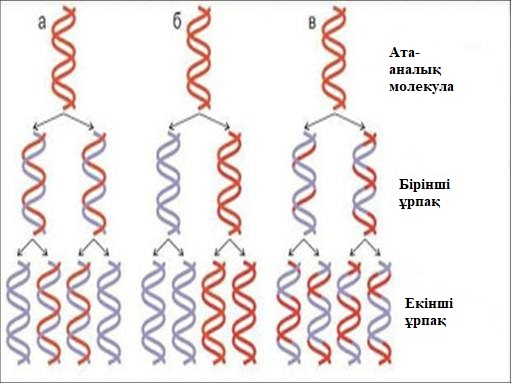 а б в
Ата-
аналық
молекула
Бірінші
ұрпақ
Екінші
ұрпақ